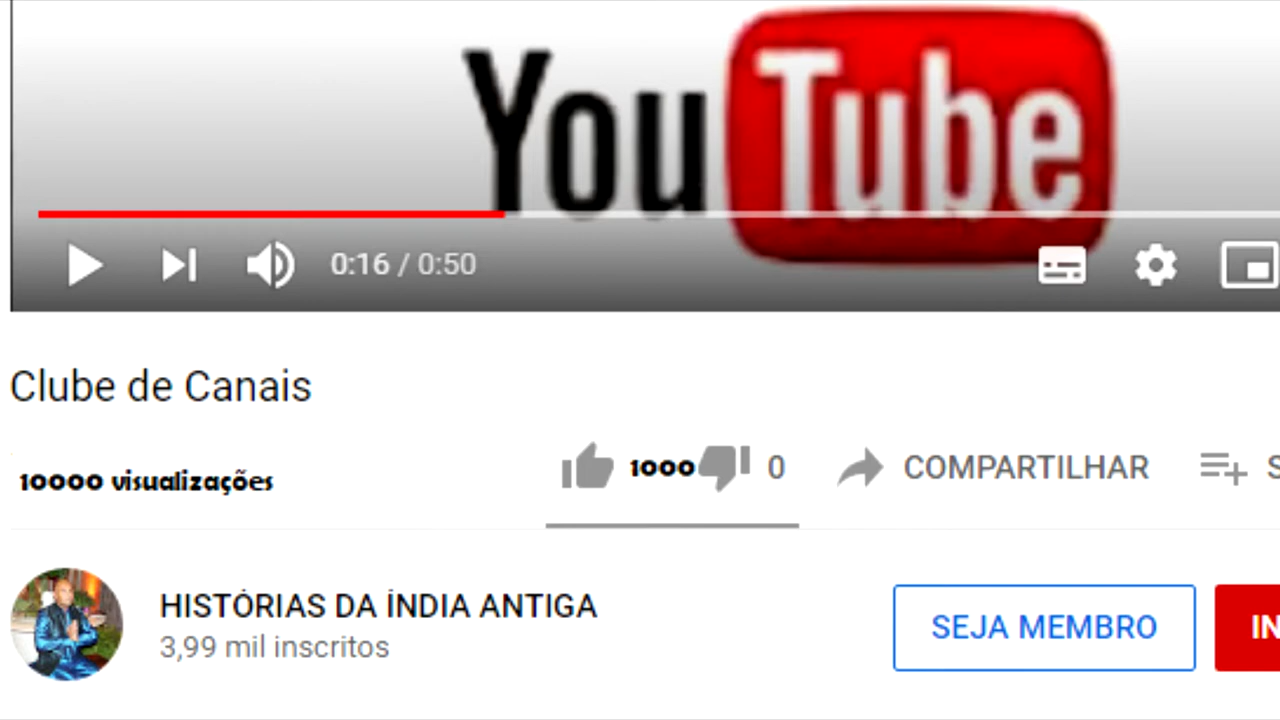 YouTube
0:16 / 0:50
Clube de Canais
10000 visualizações
1000 0 COMPARTILHAR S
HISTÓRIAS DA ÍNDIA ANTIGA
3,99 mil inscritos
SEJA MEMBRO IN